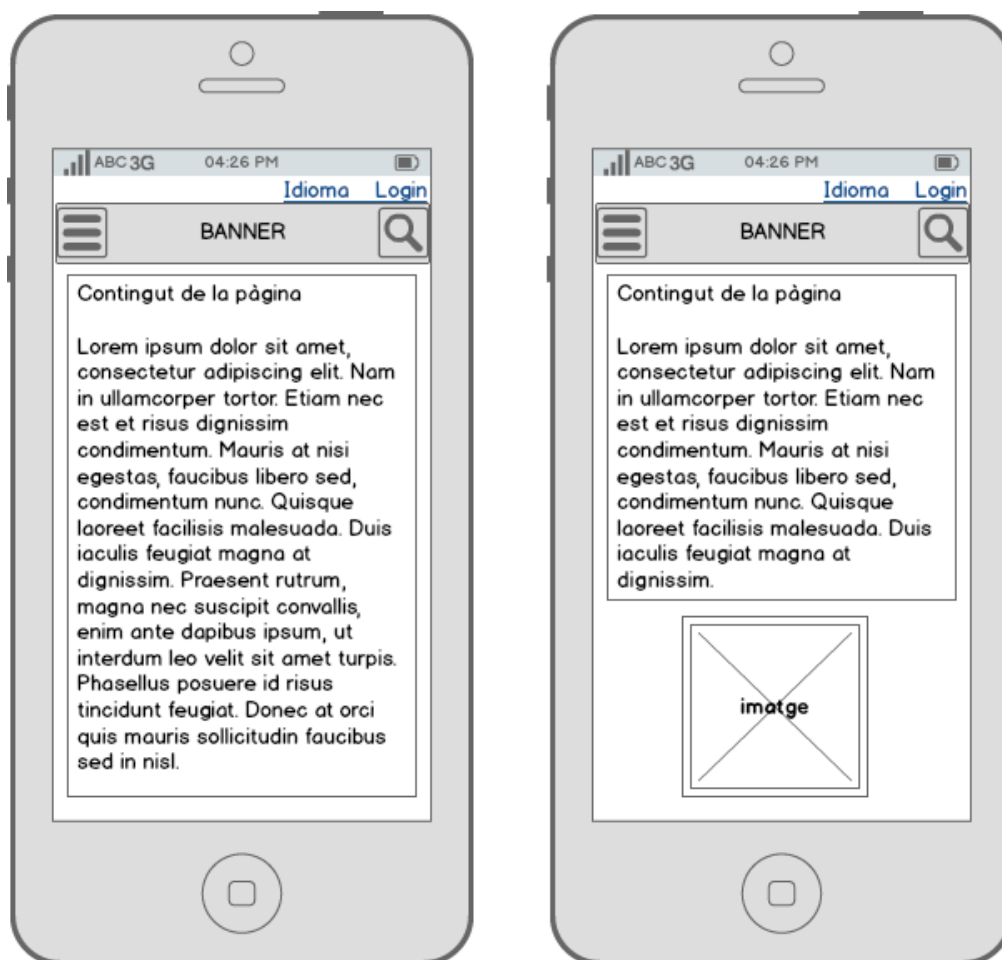 ABC 3G 04:26 PM
Idioma Login
BANNER
Contingut de la pàgina
Lorem ipsum dolor sit amet,
consectetur adipiscing elit. Nam
in ullamcorper tortor. Etiam nec
est et risus dignissim
condimentum. Mauris at nisi
egestas, faucibus libero sed,
condimentum nunc. Quisque
laoreet facilisis malesuada. Duis
iaculis feugiat magna at
dignissim. Praesent rutrum,
magna nec suscipit convallis,
enim ante dapibus ipsum, ut
interdum leo velit sit amet turpis.
Phasellus posuere id risus
tincidunt feugiat. Donec at orci
quis mauris sollicitudin faucibus
sed in nisl.
ABC 3G 04:26 PM
Idioma Login
BANNER
Contingut de la pàgina
Lorem ipsum dolor sit amet,
consectetur adipiscing elit. Nam
in ullamcorper tortor. Etiam nec
est et risus dignissim
condimentum. Mauris at nisi
egestas, faucibus libero sed,
condimentum nunc. Quisque
laoreet facilisis malesuada. Duis
iaculis feugiat magna at
dignissim.
imatge